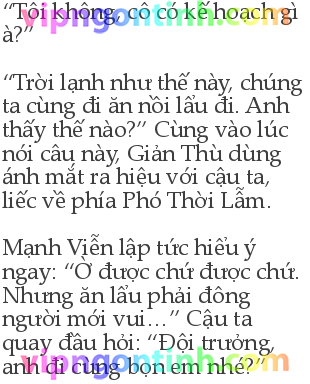 “Tôi không, cô có kế hoạch gì
à?”
“Trời lạnh như thế này, chúng
ta cùng đi ăn nồi lẩu đi. Anh
thấy thế nào?” Cùng vào lúc
nói câu này, Giản Thù dùng
ánh mắt ra hiệu với cậu ta,
liếc về phía Phó Thời Lẫm.
Mạnh Viễn lập tức hiểu ý
ngay: “Ờ được chứ được chứ.
Nhưng ăn lẩu phải đông
người mới vui...” Cậu ta
quay đầu hỏi: “Đội trưởng,
anh đi cùng bọn em nhé?”
vipngontinh.com
vipngontinh.com